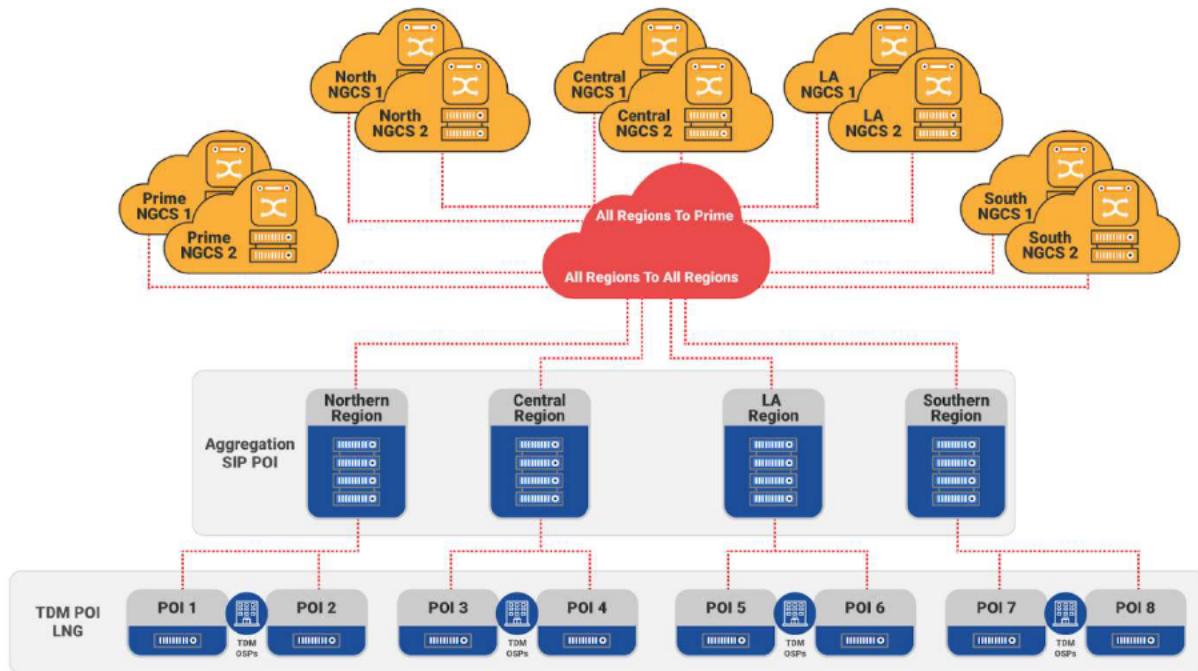 North
NGCS 1
North
NGCS 2
Central
NGCS 1
Central
NGCS 2
LA
NGCS 1
LA
NGCS 2
Prime
NGCS 1
Prime
NGCS 2
South
NGCS 1
South
NGCS 2
All Regions To Prime
All Regions To All Regions
Aggregation
SIP POI
Northern
Region
Central
Region
LA
Region
Southern
Region
TDM POI
LNG
POI 1
TDM
OSPs
POI 2
POI 3
TDM
OSPs
POI 4
POI 5
TDM
OSPs
POI 6
POI 7
TDM
OSPs
POI 8